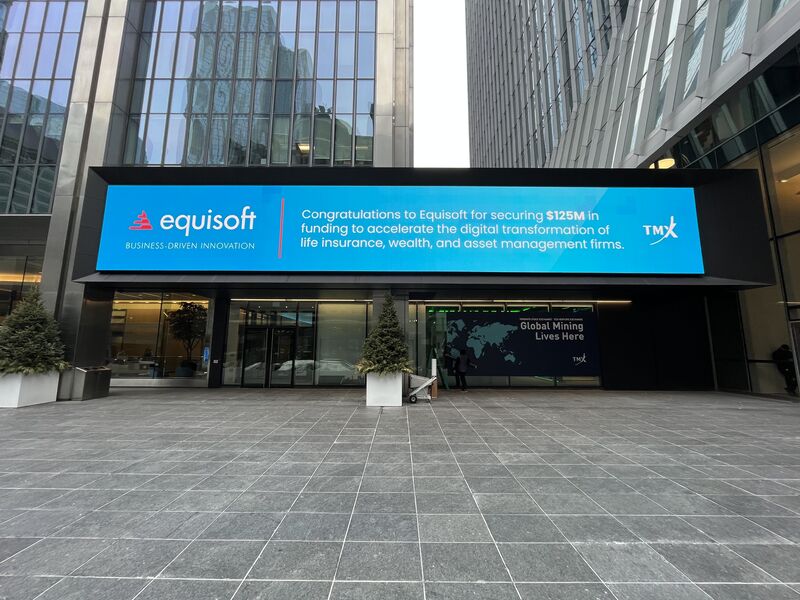 equisoft
BUSINESS-DRIVEN INNOVATION
Congratulations to Equisoft for securing $125M in
funding to accelerate the digital transformation of
life insurance, wealth, and asset management firms.
TMX
Global Mining
Lives Here
TMX